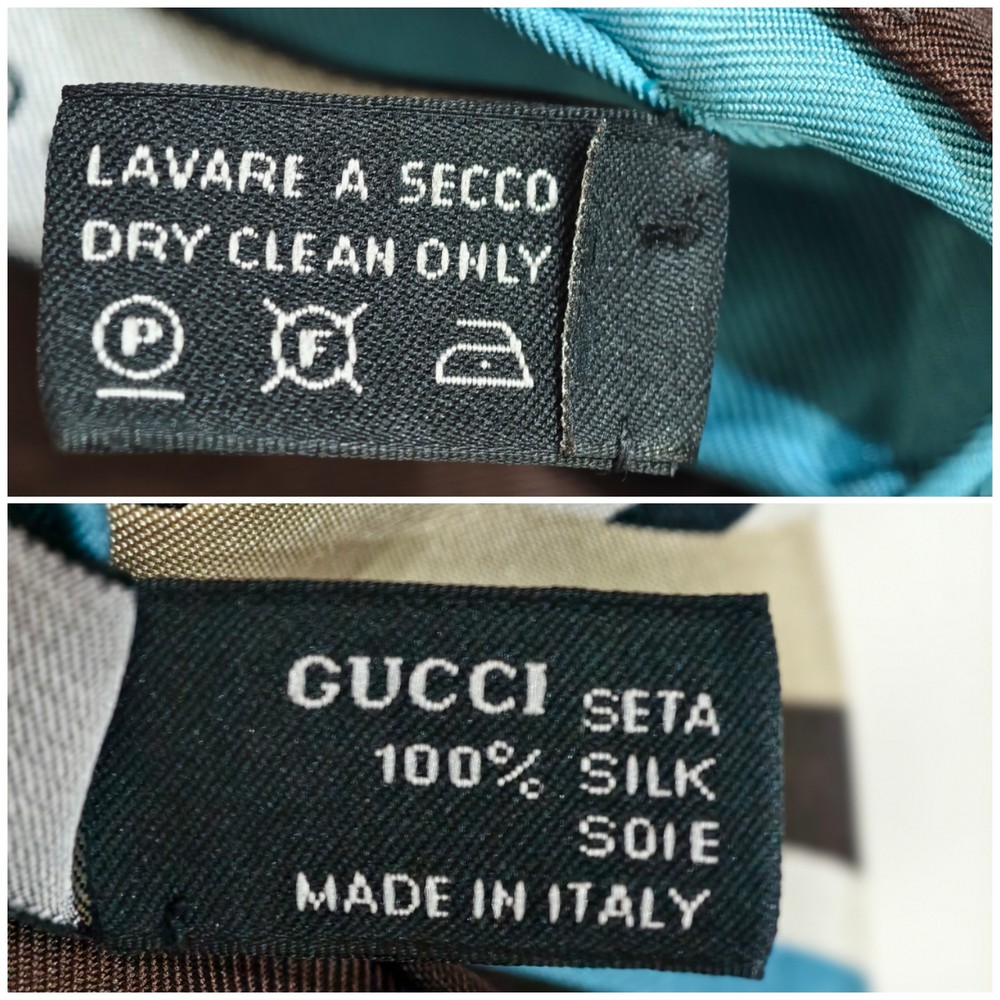 LAVARE A SECCO
DRY CLEAN ONLY
P F
GUCCI SETA
100% SILK
SOIE
MADE IN ITALY